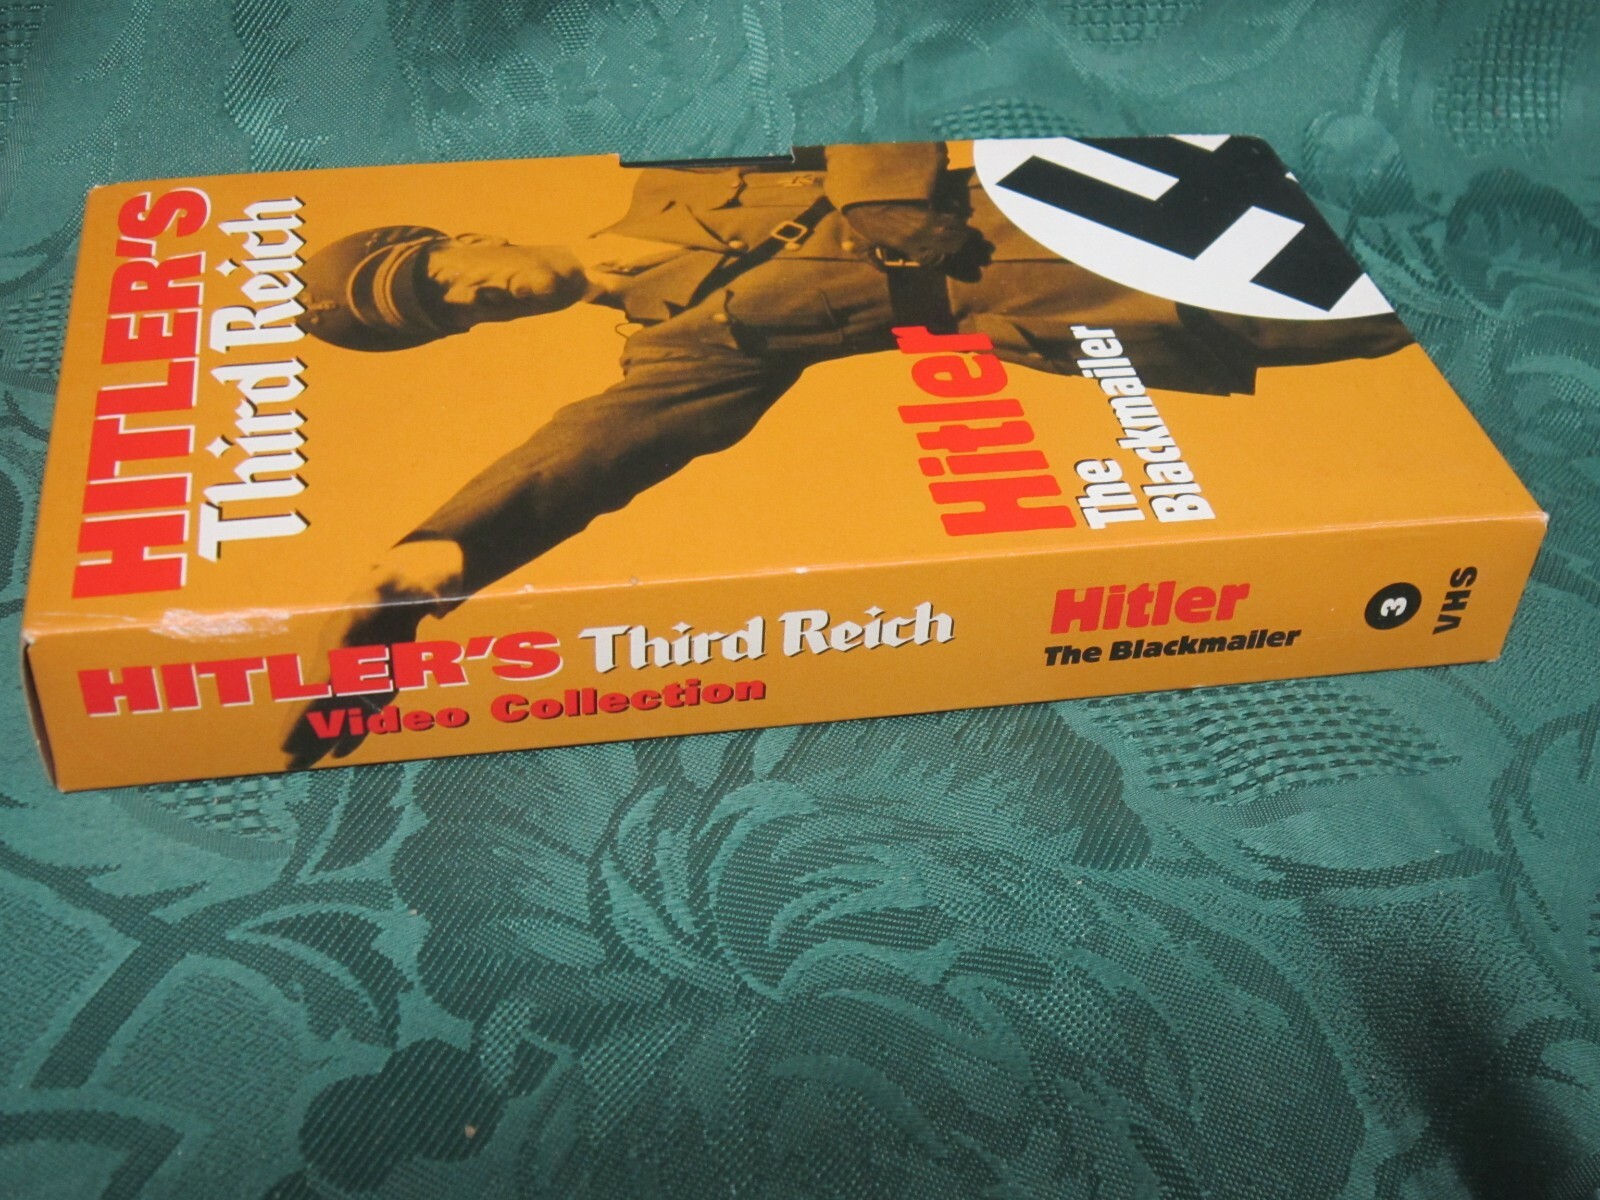 HITLER'S
Third Reich
Hitler
The
Blackmailer
HITLER'S Third Reich
Video Collection
Hitler
The Blackmailer
3
VHS